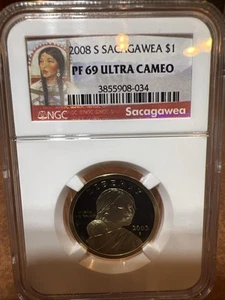 2008 S SACAGAWEA $1
PF 69 ULTRA CAMEO
3855908-034
NGC
Sacagawea
LIBERTY
2008
S